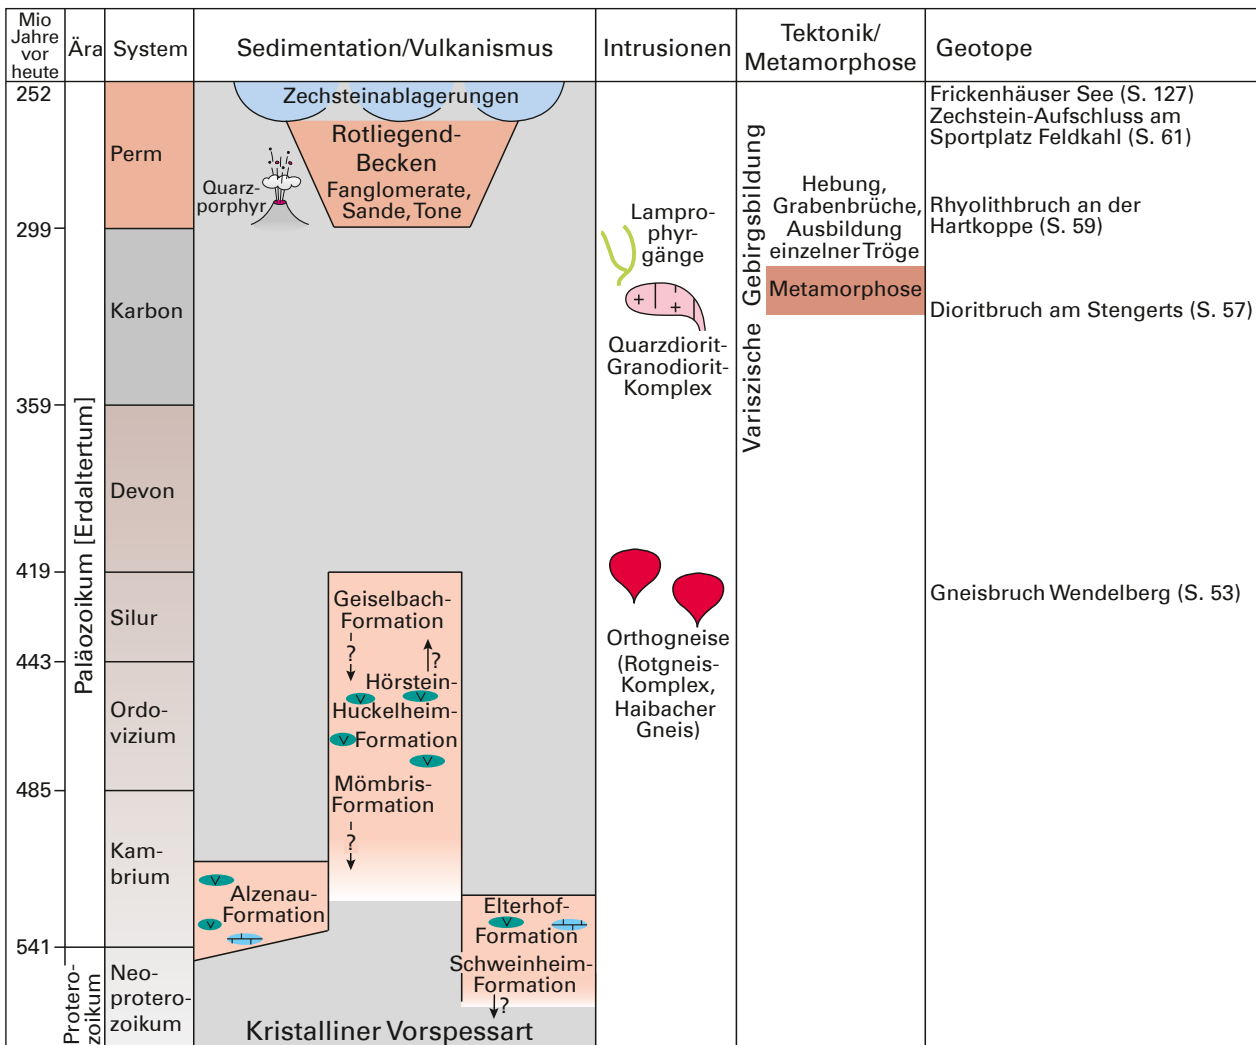 Mio
Jahre
vor
heute
Ära
System
Sedimentation/Vulkanismus
Intrusionen
Tektonik/
Metamorphose
Geotope
252
299
359
419
443
485
541
Paläozoikum [Erdaltertum]
Protero-
zoikum
Perm
Karbon
Devon
Silur
Ordo-
vizium
Kam-
brium
Neo-
protero-
zoikum
Zechsteinablagerungen
Rotliegend-
Becken
Fanglomerate,
Sande, Tone
Quarz-
porphyr
Geiselbach-
Formation
?
?
Hörstein-
Huckelheim-
Formation
Mömbris-
Formation
?
Alzenau-
Formation
Elterhof-
Formation
Schweinheim-
Formation
?
Kristalliner Vorspessart
Lampro-
phyr-
gänge
Quarzdiorit-
Granodiorit-
Komplex
Orthogneise
(Rotgneis-
Komplex,
Haibacher
Gneis)
Variszische Gebirgsbildung
Hebung,
Grabenbrüche,
Ausbildung
einzelner Tröge
Metamorphose
Frickenhäuser See (S. 127)
Zechstein-Aufschluss am
Sportplatz Feldkahl (S. 61)
Rhyolithbruch an der
Hartkoppe (S. 59)
Dioritbruch am Stengerts (S. 57)
Gneisbruch Wendelberg (S. 53)